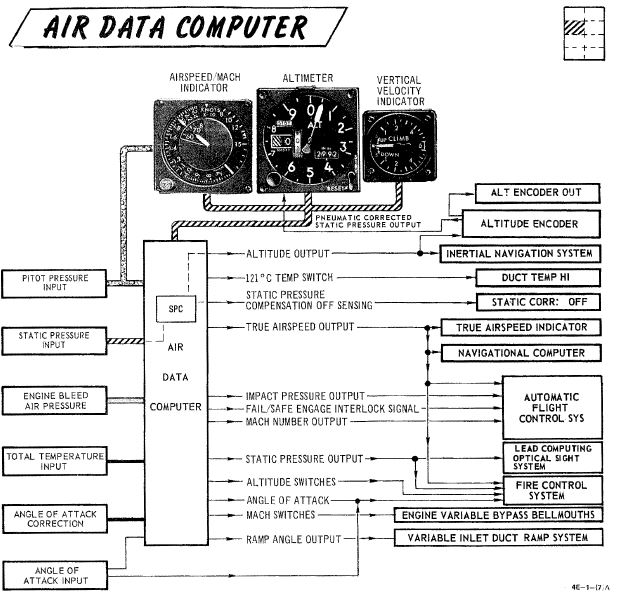 AIR DATA COMPUTER
AIRSPEED/MACH
INDICATOR
ALTIMETER
VERTICAL
VELOCITY
INDICATOR
KNOTS
ALT
RESET
UP CLIMB
DOWN
PNEUMATIC CORRECTED
STATIC PRESSURE OUTPUT
ALT ENCODER OUT
ALTITUDE ENCODER
ALTITUDE OUTPUT
INERTIAL NAVIGATION SYSTEM
PITOT PRESSURE
INPUT
121°C TEMP SWITCH
DUCT TEMP HI
STATIC PRESSURE
COMPENSATION OFF SENSING
STATIC CORR: OFF
SPC
STATIC PRESSURE
INPUT
TRUE AIRSPEED OUTPUT
TRUE AIRSPEED INDICATOR
AIR
DATA
COMPUTER
NAVIGATIONAL COMPUTER
ENGINE BLEED
AIR PRESSURE
IMPACT PRESSURE OUTPUT
FAIL/SAFE ENGAGE INTERLOCK SIGNAL
MACH NUMBER OUTPUT
AUTOMATIC
FLIGHT
CONTROL SYS
TOTAL TEMPERATURE
INPUT
STATIC PRESSURE OUTPUT
LEAD COMPUTING
OPTICAL SIGHT
SYSTEM
ALTITUDE SWITCHES
ANGLE OF ATTACK
FIRE CONTROL
SYSTEM
ANGLE OF ATTACK
CORRECTION
MACH SWITCHES
ENGINE VARIABLE BYPASS BELLMOUTHS
RAMP ANGLE OUTPUT
VARIABLE INLET DUCT RAMP SYSTEM
ANGLE OF
ATTACK INPUT
4E-1-(7)A